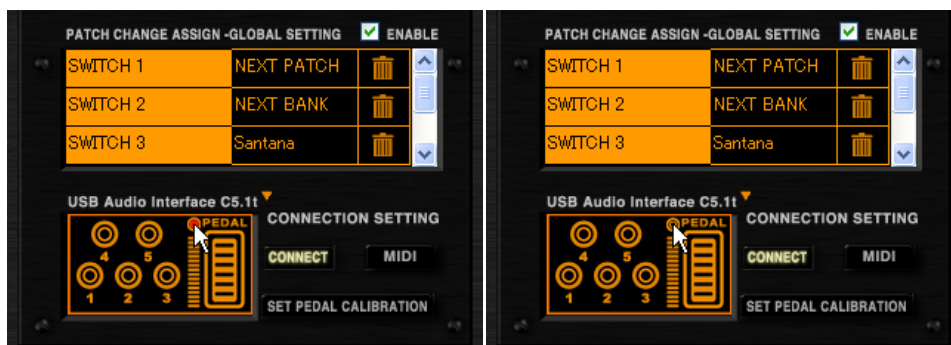 PATCH CHANGE ASSIGN -GLOBAL SETTING ENABLE
SWITCH 1 NEXT PATCH
SWITCH 2 NEXT BANK
SWITCH 3 Santana
USB Audio Interface C5.1t
PEDAL
4 5
1 2 3
CONNECTION SETTING
CONNECT MIDI
SET PEDAL CALIBRATION
PATCH CHANGE ASSIGN -GLOBAL SETTING ENABLE
SWITCH 1 NEXT PATCH
SWITCH 2 NEXT BANK
SWITCH 3 Santana
USB Audio Interface C5.1t
PEDAL
4 5
1 2 3
CONNECTION SETTING
CONNECT MIDI
SET PEDAL CALIBRATION